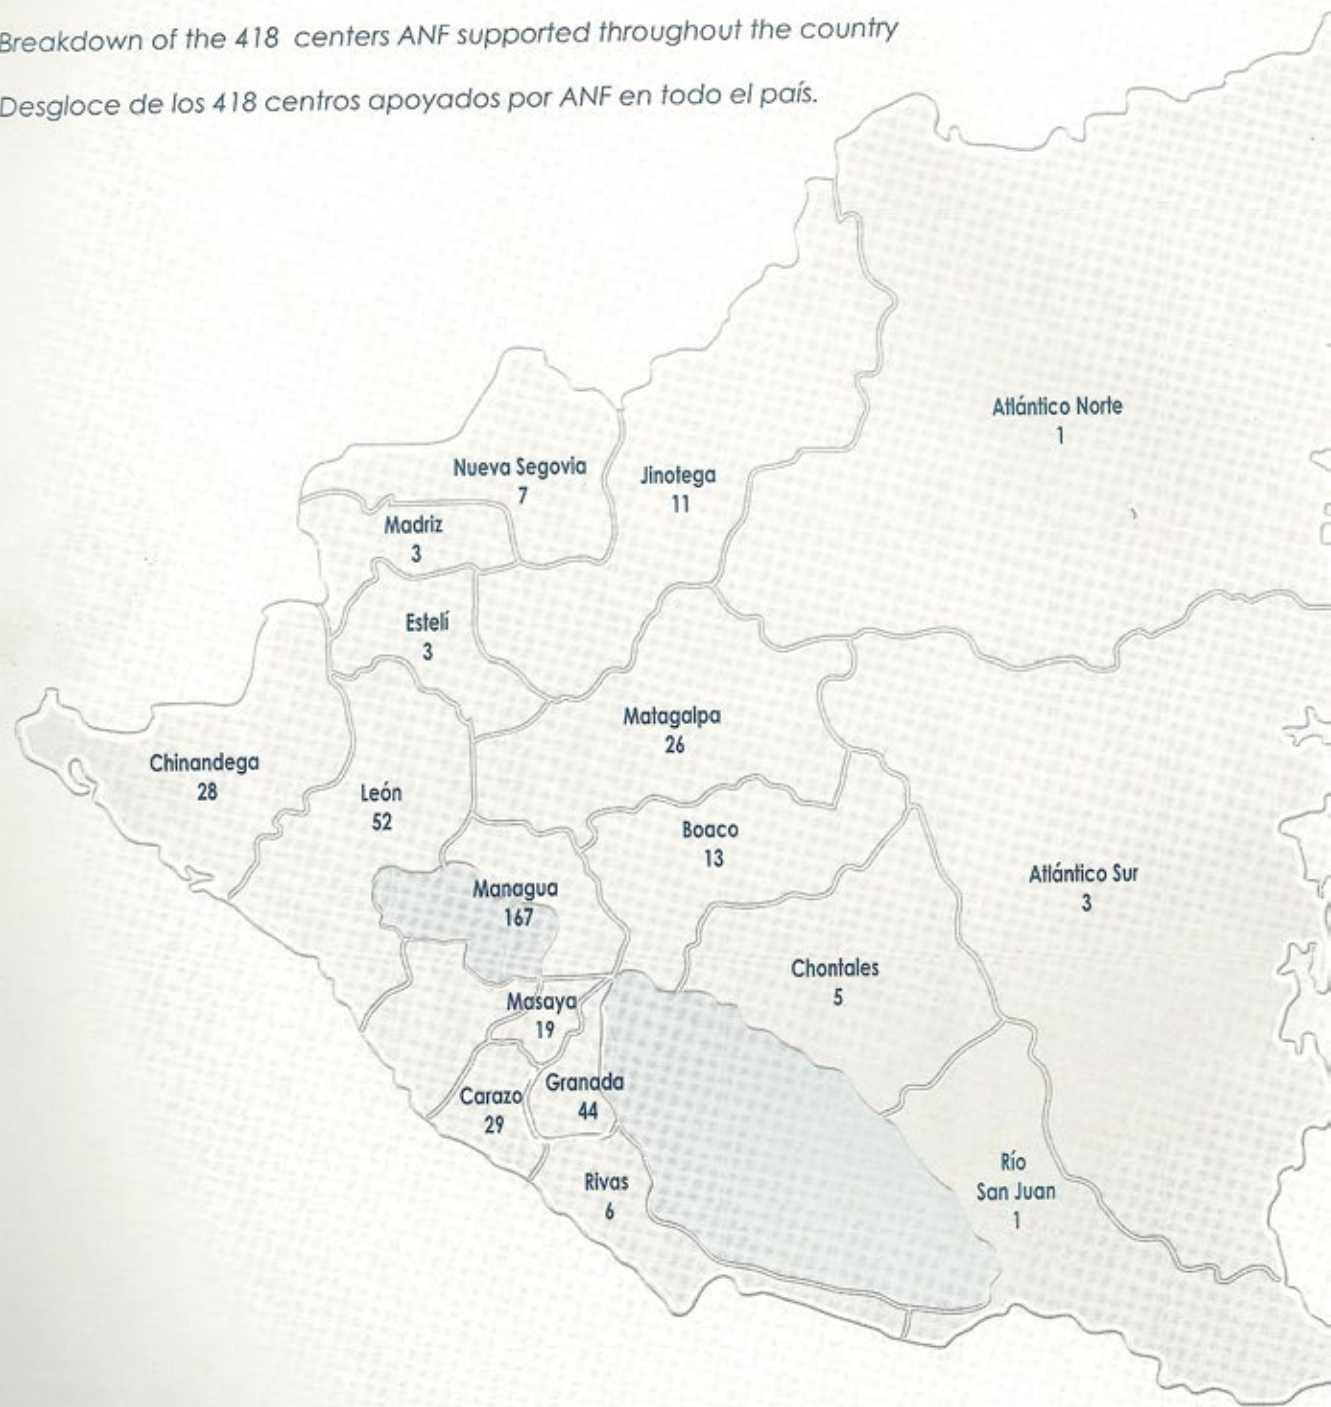 Breakdown of the 418 centers ANF supported throughout the country
Desgloce de los 418 centros apoyados por ANF en todo el país.
Atlántico Norte
1
Nueva Segovia
7
Jinotega
11
Madriz
3
Estelí
3
Matagalpa
26
Chinandega
28
León
52
Boaco
13
Managua
167
Atlántico Sur
3
Chontales
5
Masaya
19
Granada
44
Carazo
29
Rivas
6
Río
San Juan
1